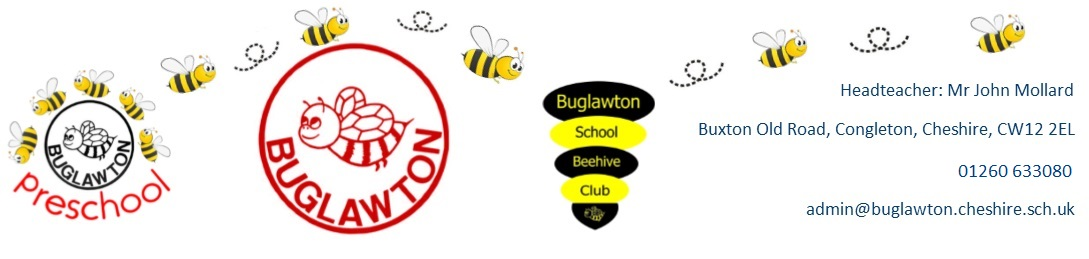 BUGLAWTON
preschool
BUGLAWTON
Buglawton
School
Beehive
Club
Headteacher: Mr John Mollard
Buxton Old Road, Congleton, Cheshire, CW12 2EL
01260 633080
admin@buglawton.cheshire.sch.uk